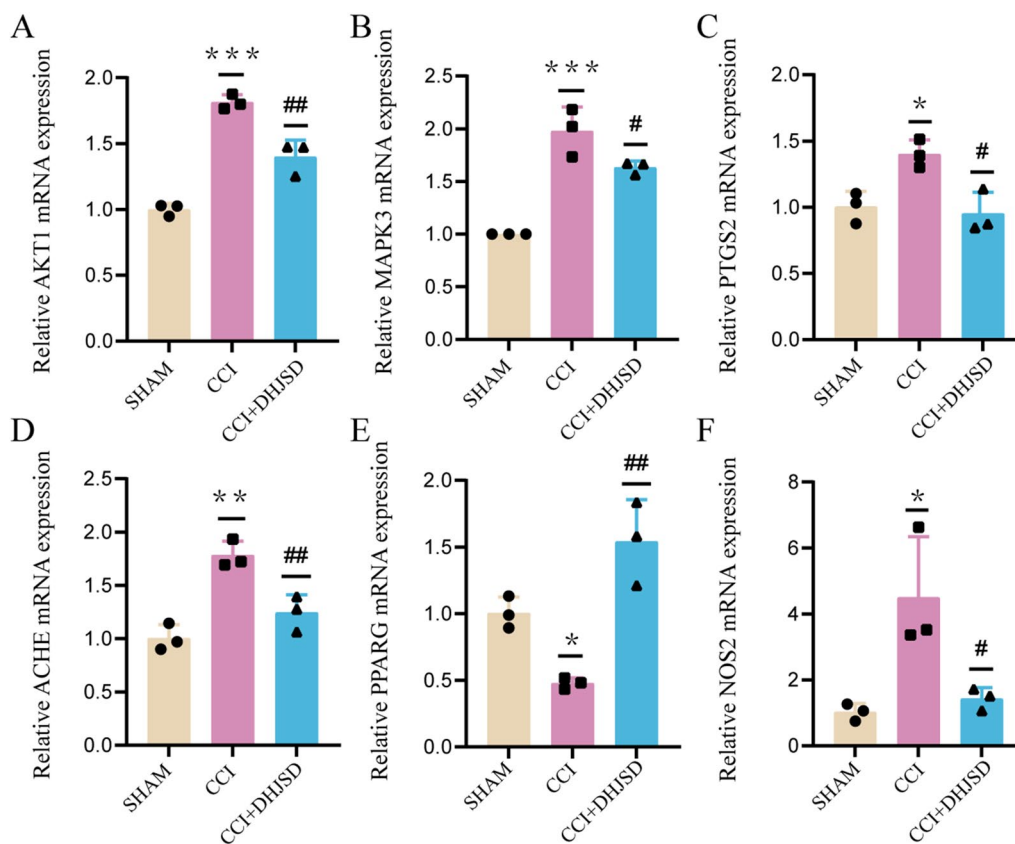 A
Relative AKT1 mRNA expression
2.0
1.5
1.0
0.5
0.0
***
##
SHAM
CCI
CCI+DHJSD
B
Relative MAPK3 mRNA expression
2.5
2.0
1.5
1.0
0.5
0.0
***
#
SHAM
CCI
CCI+DHJSD
C
Relative PTGS2 mRNA expression
2.0
1.5
1.0
0.5
0.0
*
#
SHAM
CCI
CCI+DHJSD
D
Relative ACHE mRNA expression
2.5
2.0
1.5
1.0
0.5
0.0
**
##
SHAM
CCI
CCI+DHJSD
E
Relative PPARG mRNA expression
2.0
1.5
1.0
0.5
0.0
*
##
SHAM
CCI
CCI+DHJSD
F
Relative NOS2 mRNA expression
8
6
4
2
0
*
#
SHAM
CCI
CCI+DHJSD